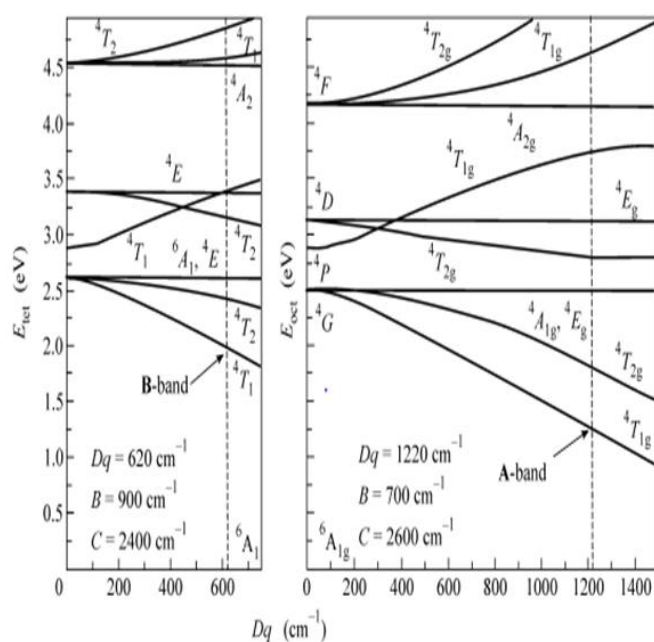 ⁴T₂
⁴T₁
4.5
⁴A₂
4.0
3.5
⁴E
3.0
⁴T₁
⁶A₁, ⁴E
⁴T₂
2.5
⁴T₂
2.0
B-band
⁴T₁
1.5
1.0
Dq = 620 cm⁻¹
B = 900 cm⁻¹
0.5
C = 2400 cm⁻¹
⁶A₁
0
200
400
600
E_tet (eV)
⁴T₂g
⁴T₁g
⁴F
⁴A₂g
⁴T₁g
⁴D
⁴Eg
⁴T₂g
⁴P
⁴G
⁴A₁g, ⁴Eg
⁴T₂g
⁴T₁g
A-band
Dq = 1220 cm⁻¹
B = 700 cm⁻¹
C = 2600 cm⁻¹
⁶A₁g
0
200
400
600
800
1000
1200
1400
E_oct (eV)
Dq (cm⁻¹)